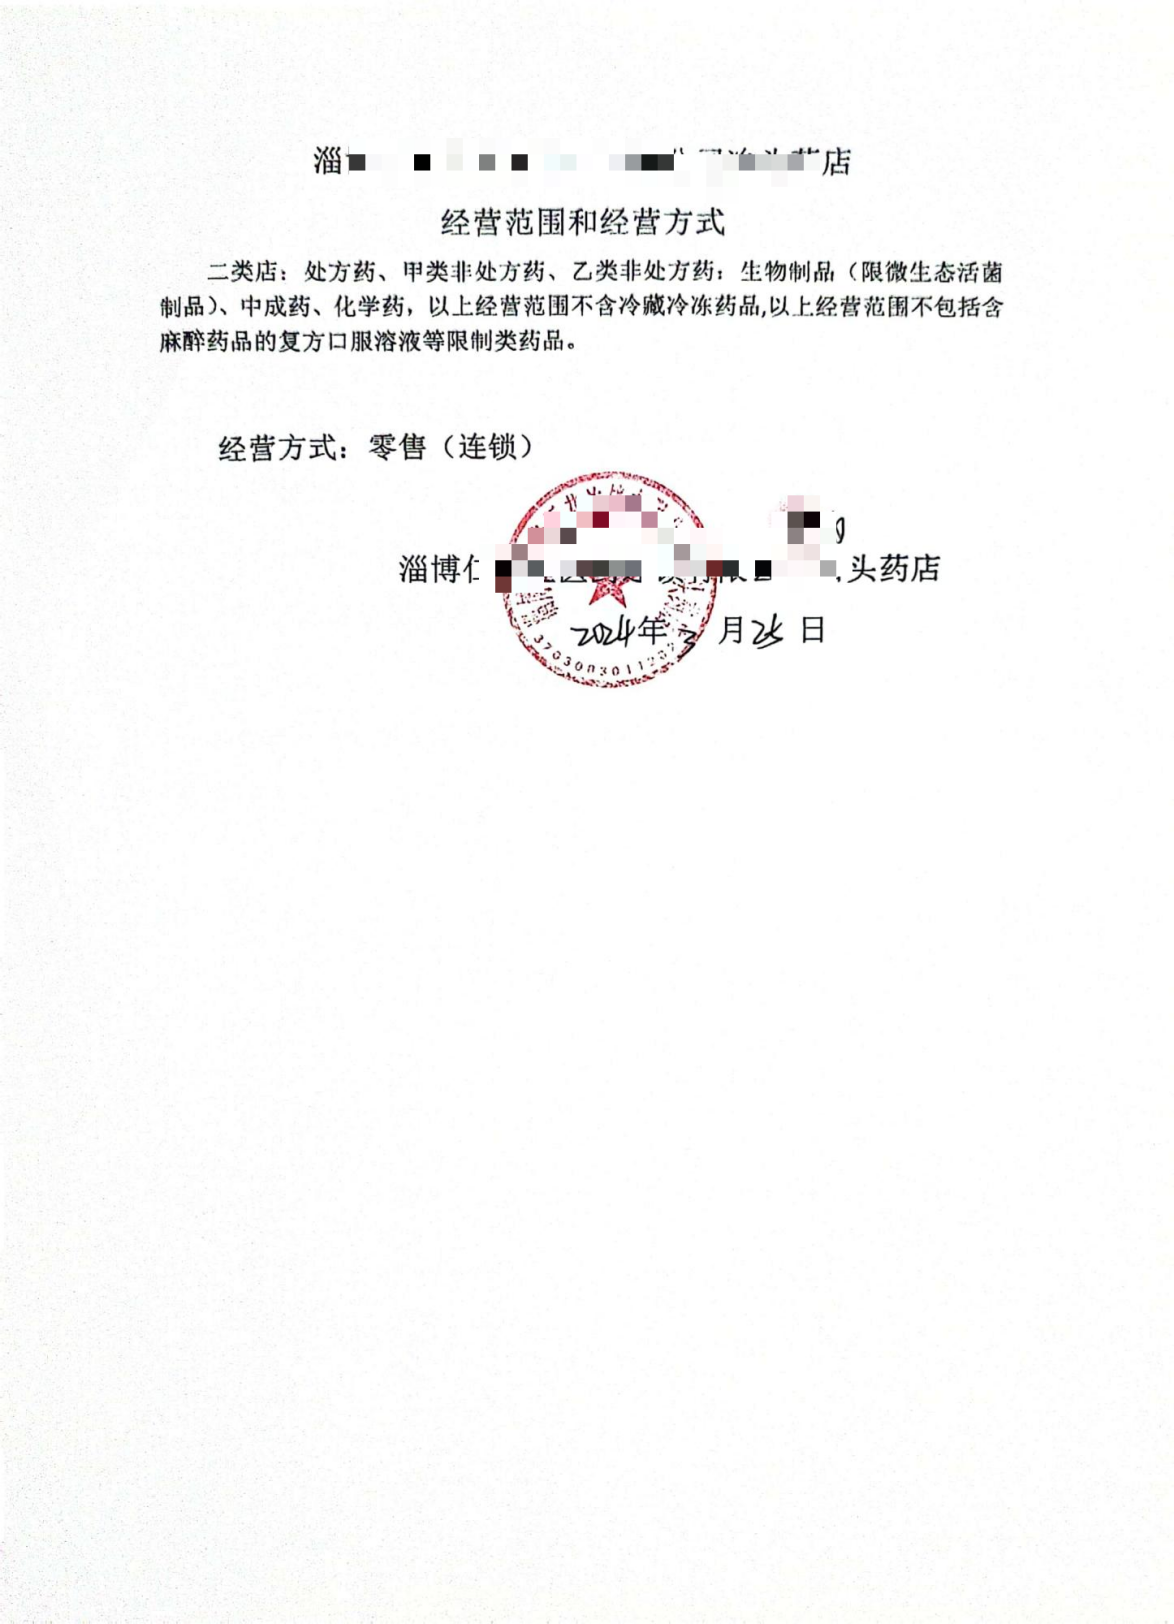 淄 店
经营范围和经营方式
二类店：处方药、甲类非处方药、乙类非处方药：生物制品（限微生态活菌
制品）、中成药、化学药，以上经营范围不含冷藏冷冻药品,以上经营范围不包括含
麻醉药品的复方口服溶液等限制类药品。
经营方式：零售（连锁）
淄博 头药店
2024年 月25日